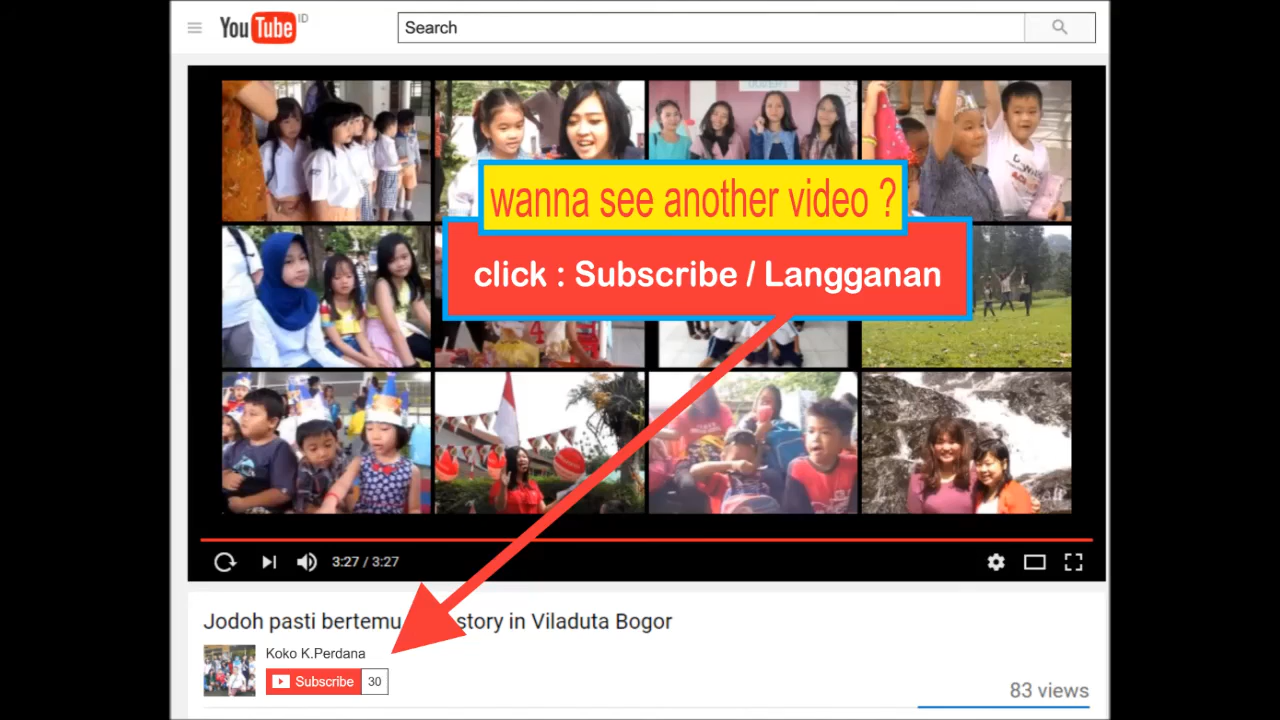 YouTube ID
Search
wanna see another video ?
click : Subscribe / Langganan
3:27 / 3:27
Jodoh pasti bertemu story in Viladuta Bogor
Koko K.Perdana
Subscribe 30
83 views